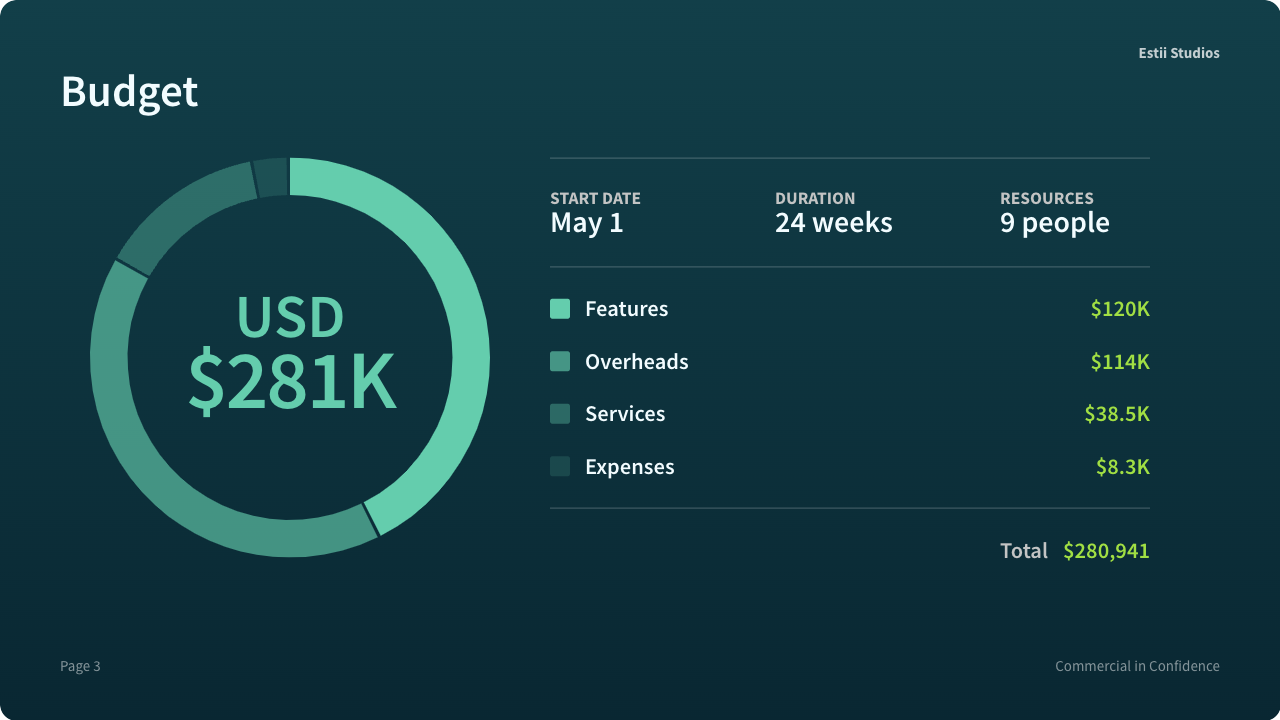 Estii Studios
Budget
USD
$281K
START DATE DURATION RESOURCES
May 1 24 weeks 9 people
Features $120K
Overheads $114K
Services $38.5K
Expenses $8.3K
Total $280,941
Page 3 Commercial in Confidence